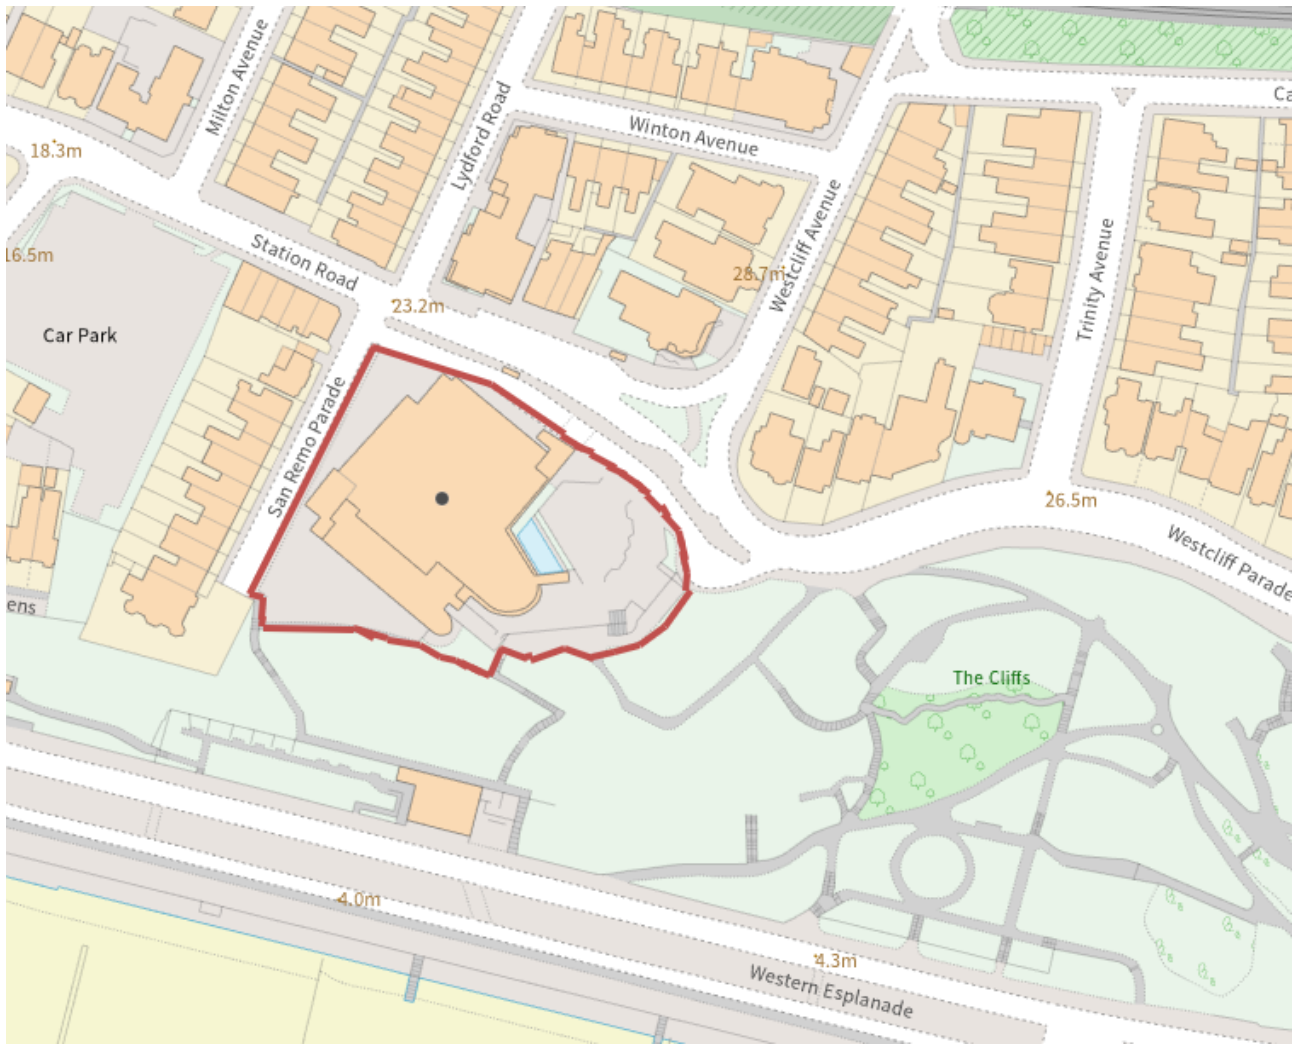 Milton Avenue
Lydford Road
Winton Avenue
Ca
18.3m
Station Road
16.5m
Westcliff Avenue
28.7m
Trinity Avenue
23.2m
Car Park
San Remo Parade
26.5m
Westcliff Parade
ens
The Cliffs
4.0m
4.3m
Western Esplanade